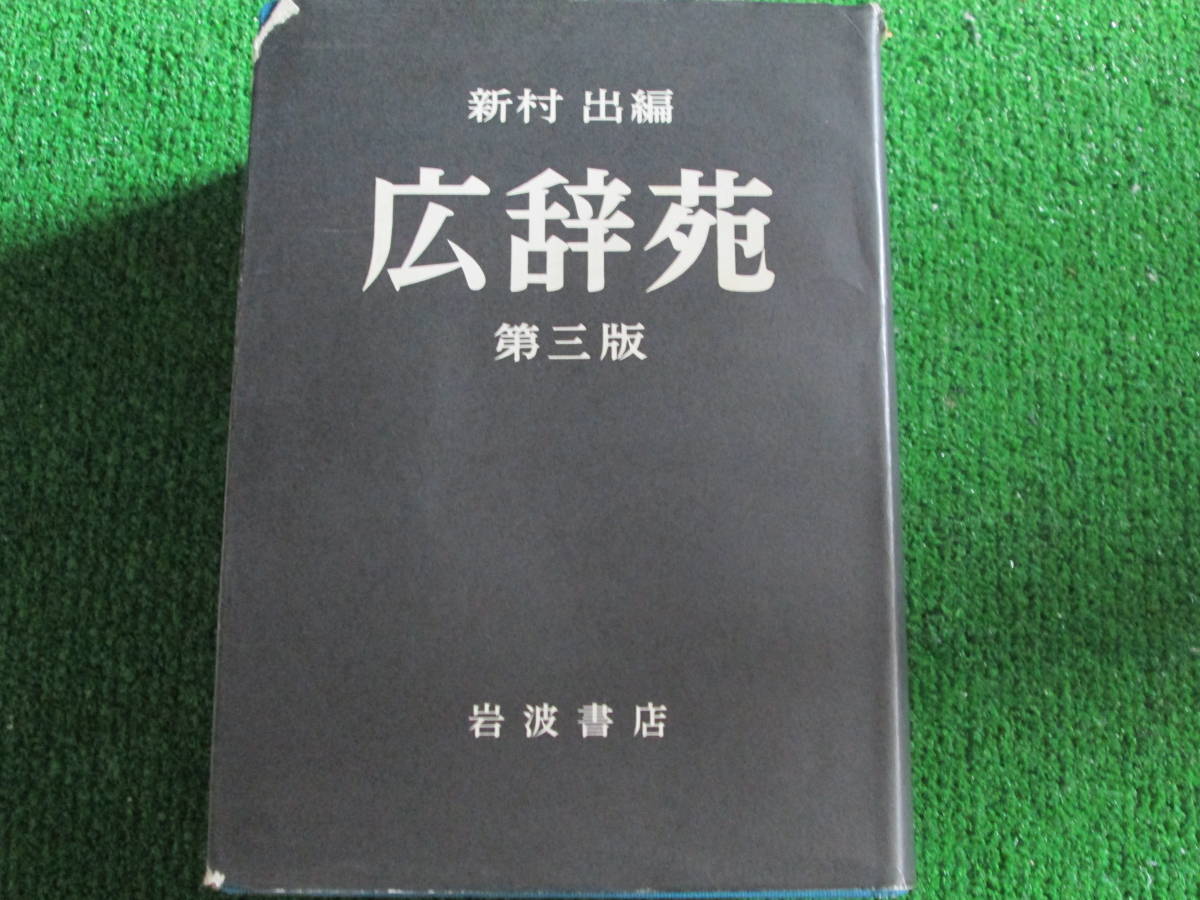 新村 出編
広辞苑
第三版
岩波書店